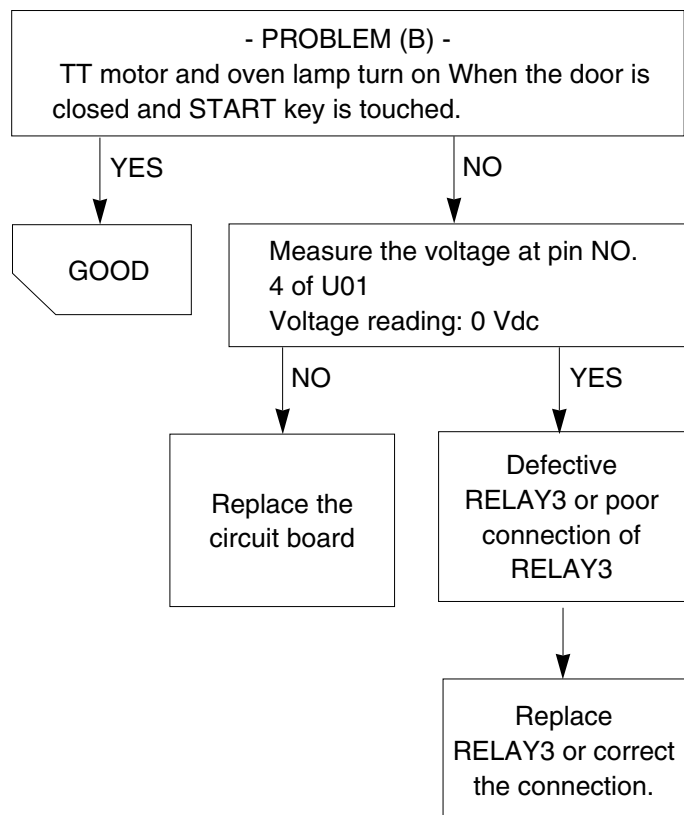 - PROBLEM (B) -
TT motor and oven lamp turn on When the door is
closed and START key is touched.
YES
NO
GOOD
Measure the voltage at pin NO.
4 of U01
Voltage reading: 0 Vdc
NO
YES
Replace the
circuit board
Defective
RELAY3 or poor
connection of
RELAY3
Replace
RELAY3 or correct
the connection.